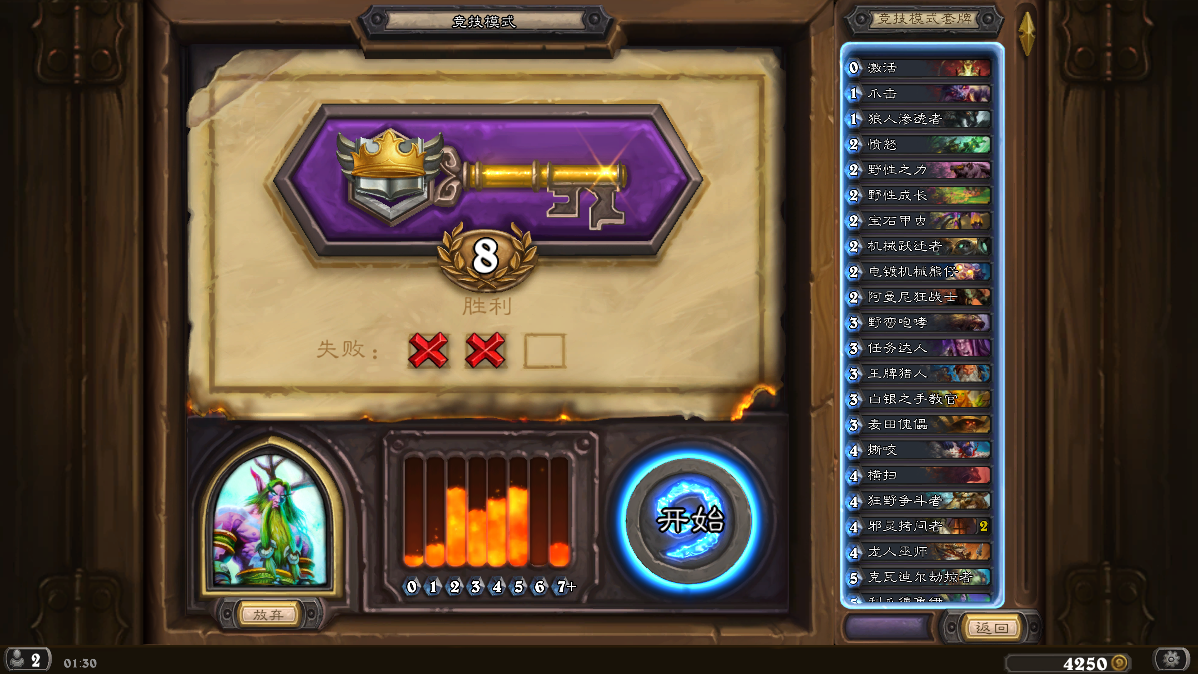 竞技模式
8
胜利
失败：
0 1 2 3 4 5 6 7+
放弃
开始
竞技模式套牌
0 激活
1 爪击
1 狼人渗透者
2 愤怒
2 野性之力
2 野性成长
2 宝石甲虫
2 机械跃迁者
2 电镀机械熊仔
2 阿曼尼狂战士
3 野蛮咆哮
3 任务达人
3 王牌猎人
3 白银之手教官
3 麦田傀儡
4 撕咬
4 横扫
4 狂野争斗者
4 邪灵拷问者 2
4 龙人巫师
5 克瓦迪尔劫掠者
返回
2
01:30
4250